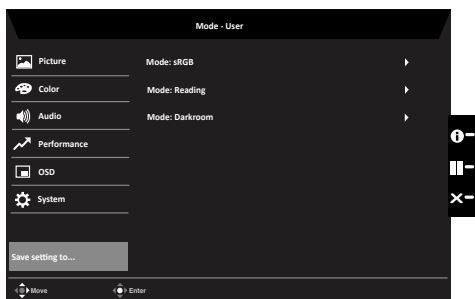 Mode - User
Picture
Color
Audio
Performance
OSD
System
Save setting to...
Mode: sRGB
Mode: Reading
Mode: Darkroom
Move
Enter